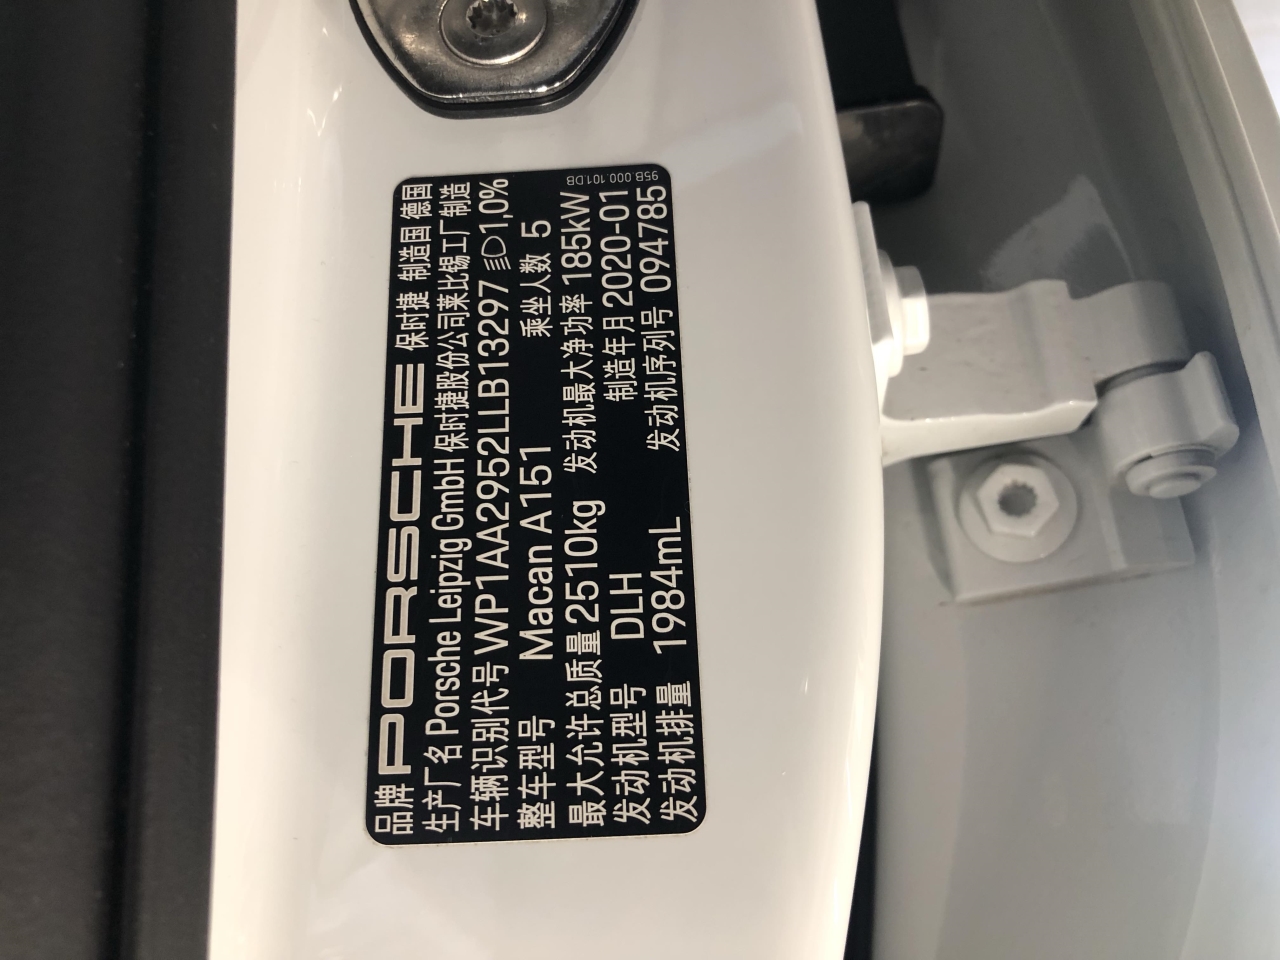 品牌 PORSCHE 保时捷 制造国 德国
生产厂名 Porsche Leipzig GmbH 保时捷股份公司莱比锡工厂制造
车辆识别代号 WP1AA2952LLB13297 1,0%
整车型号 Macan A151 乘坐人数 5
最大允许总质量 2510kg 发动机最大净功率 185kW
发动机型号 DLH 制造年月 2020-01
发动机排量 1984mL 发动机序列号 094785
95B.000.101.DB